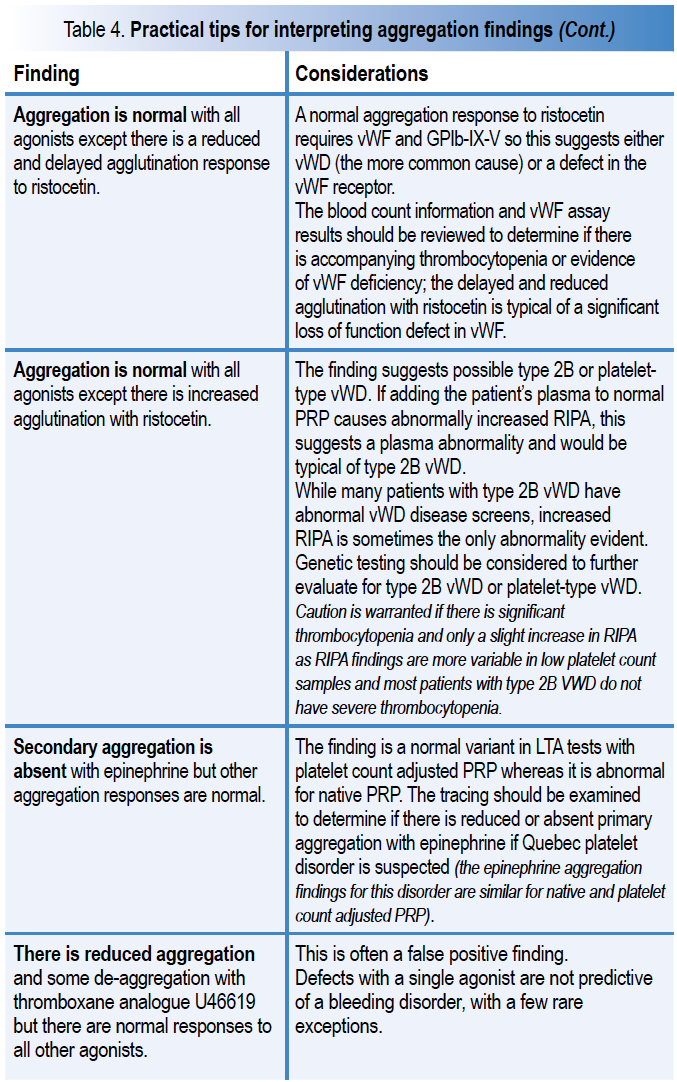 Table 4. Practical tips for interpreting aggregation findings (Cont.)
Finding
Considerations
Aggregation is normal with all
agonists except there is a reduced
and delayed agglutination response
to ristocetin.
A normal aggregation response to ristocetin
requires vWF and GPIb-IX-V so this suggests either
vWD (the more common cause) or a defect in the
vWF receptor.
The blood count information and vWF assay
results should be reviewed to determine if there
is accompanying thrombocytopenia or evidence
of vWF deficiency; the delayed and reduced
agglutination with ristocetin is typical of a significant
loss of function defect in vWF.
Aggregation is normal with all
agonists except there is increased
agglutination with ristocetin.
The finding suggests possible type 2B or platelet-
type vWD. If adding the patient's plasma to normal
PRP causes abnormally increased RIPA, this
suggests a plasma abnormality and would be
typical of type 2B vWD.
While many patients with type 2B vWD have
abnormal vWD disease screens, increased
RIPA is sometimes the only abnormality evident.
Genetic testing should be considered to further
evaluate for type 2B vWD or platelet-type vWD.
Caution is warranted if there is significant
thrombocytopenia and only a slight increase in RIPA
as RIPA findings are more variable in low platelet count
samples and most patients with type 2B VWD do not
have severe thrombocytopenia.
Secondary aggregation is
absent with epinephrine but other
aggregation responses are normal.
The finding is a normal variant in LTA tests with
platelet count adjusted PRP whereas it is abnormal
for native PRP. The tracing should be examined
to determine if there is reduced or absent primary
aggregation with epinephrine if Quebec platelet
disorder is suspected (the epinephrine aggregation
findings for this disorder are similar for native and platelet
count adjusted PRP).
There is reduced aggregation
and some de-aggregation with
thromboxane analogue U46619
but there are normal responses to
all other agonists.
This is often a false positive finding.
Defects with a single agonist are not predictive
of a bleeding disorder, with a few rare
exceptions.